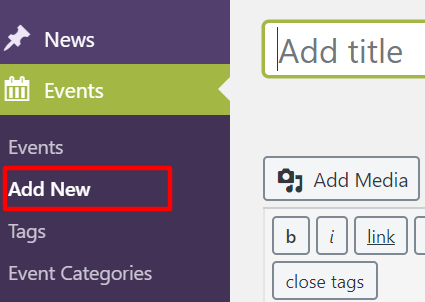 News
Events
Events
Add New
Tags
Event Categories
Add title
Add Media
b
i
link
close tags